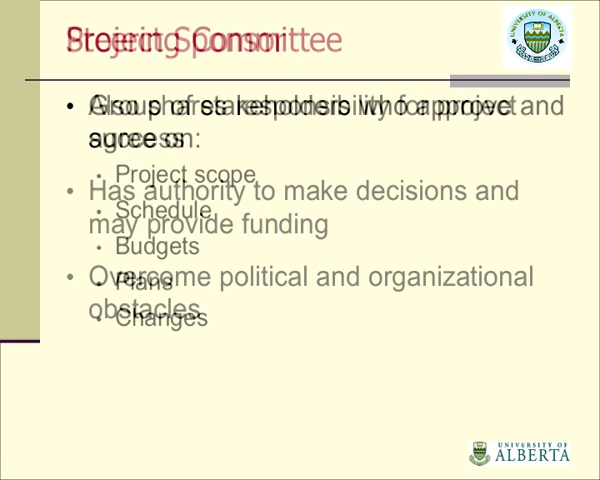 Steering Committee
Group of stakeholders who approve and
agree on:
Project scope
Schedule
Budgets
Plans
Changes
Project Sponsor
Also shares responsibility for project
success
Has authority to make decisions and
may provide funding
Overcome political and organizational
obstacles
UNIVERSITY OF
ALBERTA